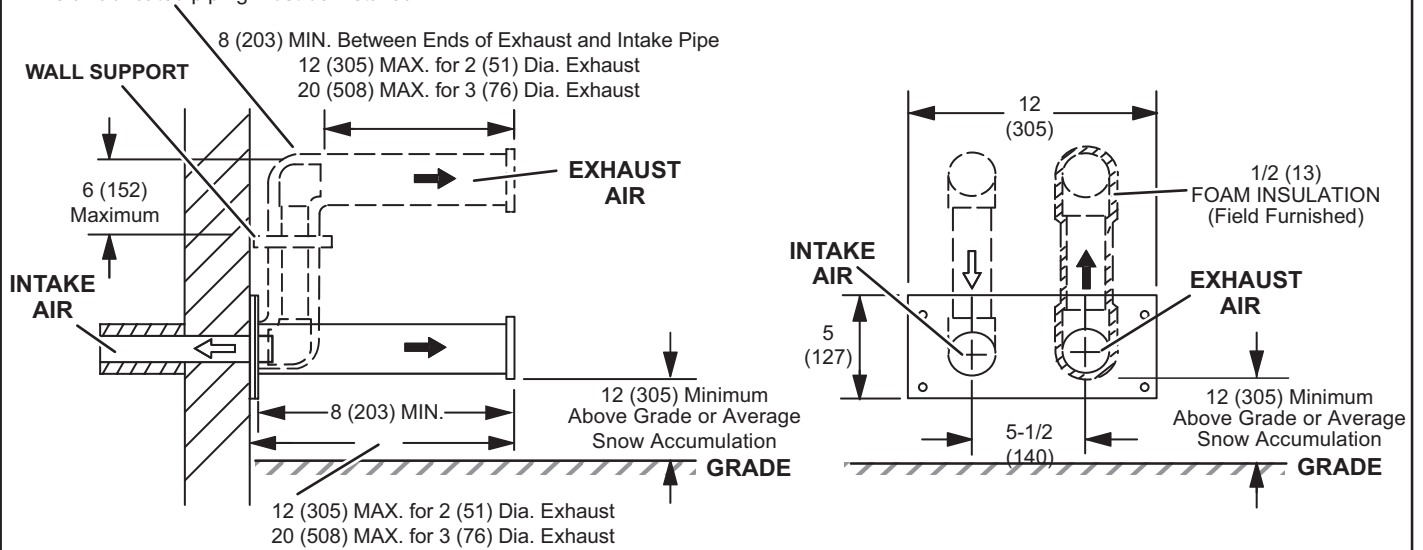 8 (203) MIN. Between Ends of Exhaust and Intake Pipe
12 (305) MAX. for 2 (51) Dia. Exhaust
20 (508) MAX. for 3 (76) Dia. Exhaust
WALL SUPPORT
EXHAUST
AIR
6 (152)
Maximum
INTAKE
AIR
8 (203) MIN.
12 (305) Minimum
Above Grade or Average
Snow Accumulation
GRADE
12 (305) MAX. for 2 (51) Dia. Exhaust
20 (508) MAX. for 3 (76) Dia. Exhaust
12
(305)
1/2 (13)
FOAM INSULATION
(Field Furnished)
INTAKE
AIR
EXHAUST
AIR
5
(127)
12 (305) Minimum
Above Grade or Average
Snow Accumulation
5-1/2
(140)
GRADE